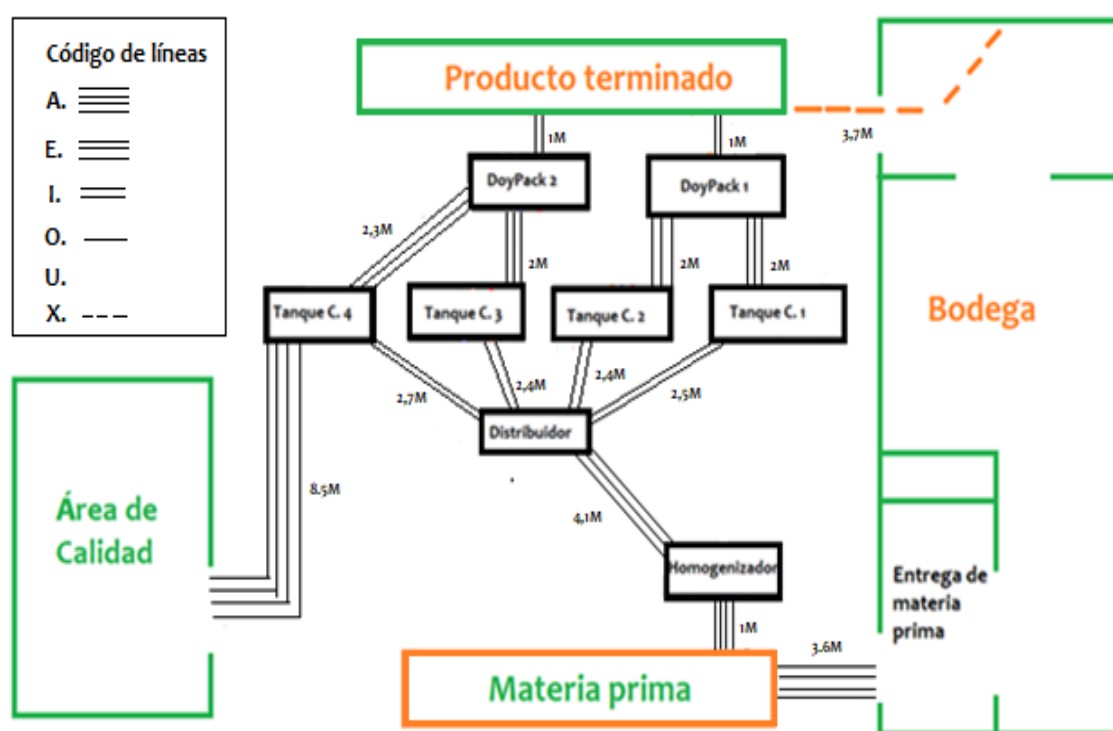 Código de líneas
A.
E.
I.
O.
U.
X.
Producto terminado
3,7M
1M
1M
DoyPack 2
DoyPack 1
2,3M
2M
2M
2M
Tanque C. 4
Tanque C. 3
Tanque C. 2
Tanque C. 1
Bodega
2,7M
2,4M
2,4M
2,5M
Distribuidor
8.5M
4,1M
Área de
Calidad
Homogenizador
Entrega de
materia
prima
1M
3.6M
Materia prima